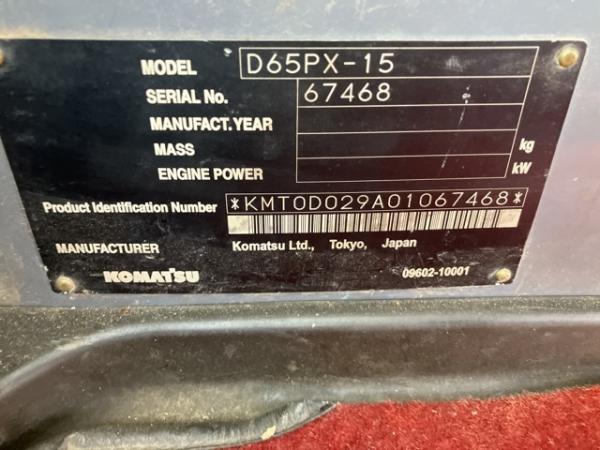 MODEL D65PX-15
SERIAL No. 67468
MANUFACT.YEAR
MASS kg
ENGINE POWER kW
Product Identification Number *KMT0D029A01067468*
MANUFACTURER Komatsu Ltd., Tokyo, Japan
KOMATSU 09602-10001